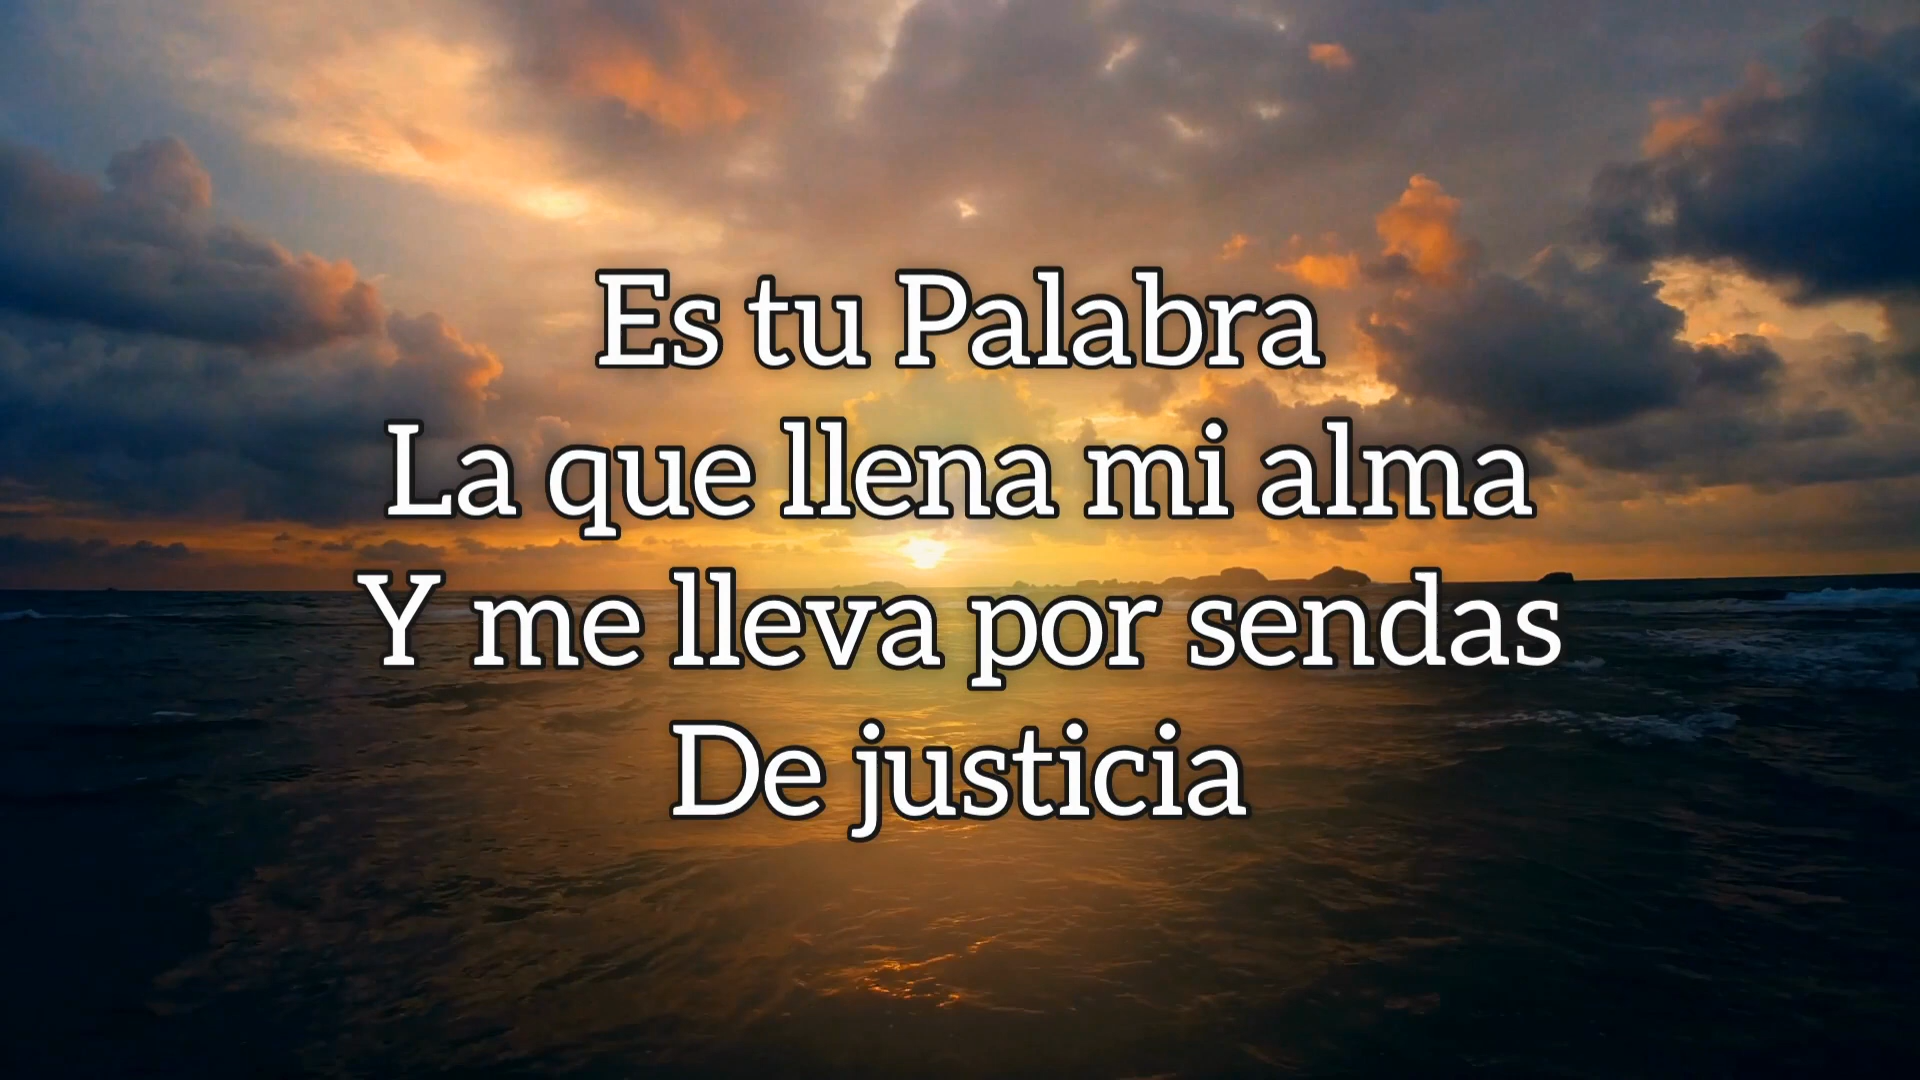 Es tu Palabra
La que llena mi alma
Y me lleva por sendas
De justicia